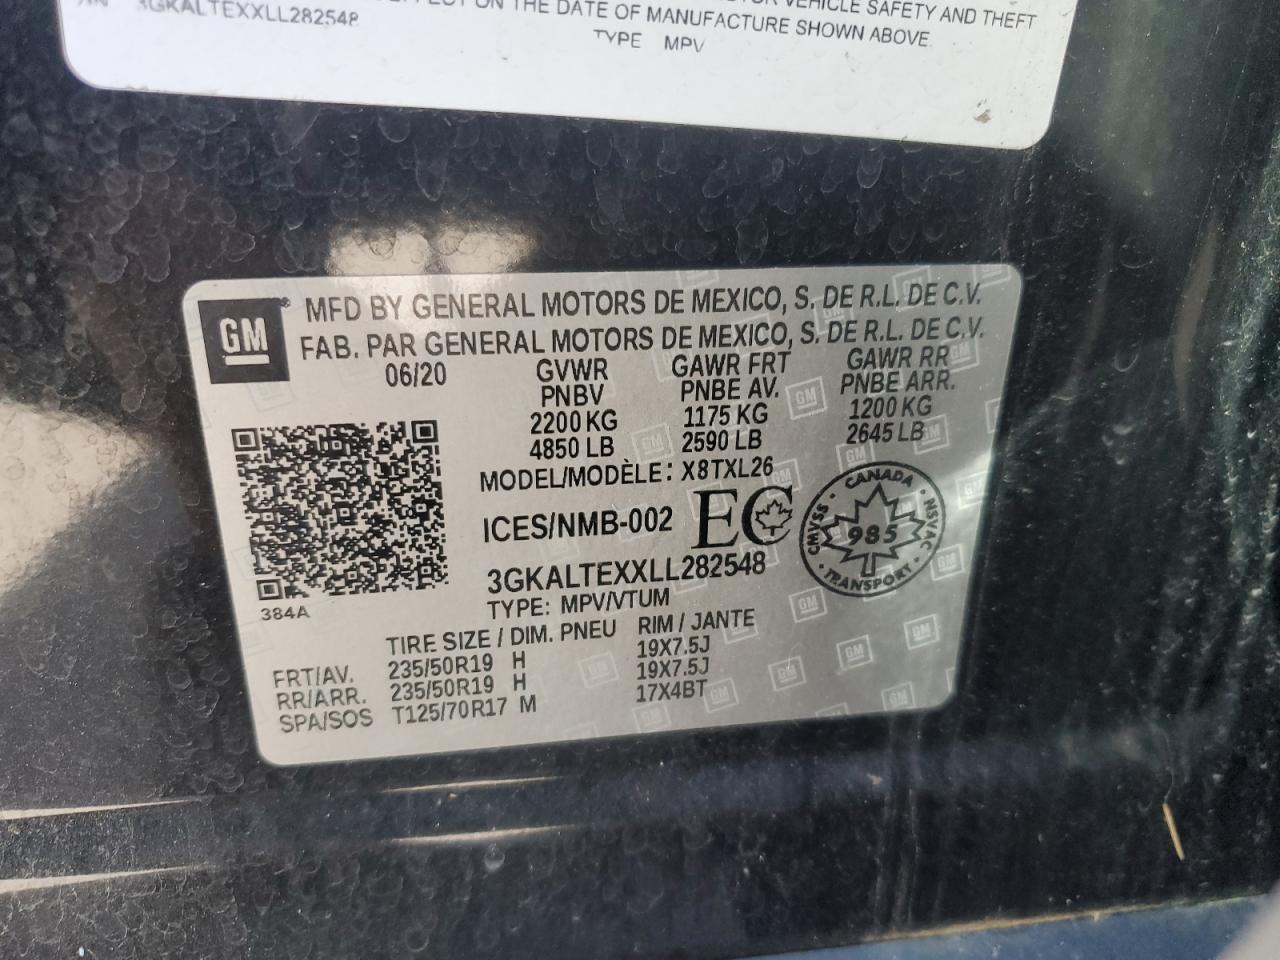 3GKALTEXXLL282548
VEHICLE SAFETY AND THEFT
ON THE DATE OF MANUFACTURE SHOWN ABOVE.
TYPE MPV
GM
MFD BY GENERAL MOTORS DE MEXICO, S. DE R.L. DE C.V.
FAB. PAR GENERAL MOTORS DE MEXICO, S. DE R.L. DE C.V.
06/20 GVWR GAWR FRT GAWR RR
PNBV PNBE AV. PNBE ARR.
2200 KG 1175 KG 1200 KG
4850 LB 2590 LB 2645 LB
MODEL/MODÈLE: X8TXL26
ICES/NMB-002 EC
CANADA
CMVSS 985 NSVAC
TRANSPORT
3GKALTEXXLL282548
384A
TYPE: MPV/VTUM
TIRE SIZE / DIM. PNEU RIM / JANTE
FRT/AV. 235/50R19 H 19X7.5J
RR/ARR. 235/50R19 H 19X7.5J
SPA/SOS T125/70R17 M 17X4BT